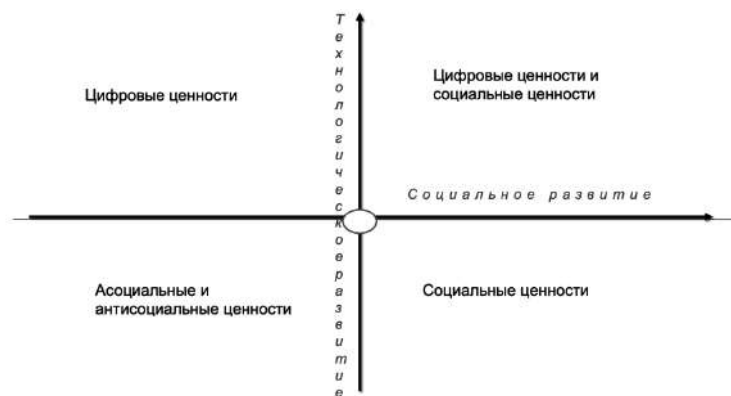 Технологическое развитие
Цифровые ценности
Цифровые ценности и
социальные ценности
Социальное развитие
Асоциальные и
антисоциальные ценности
Социальные ценности